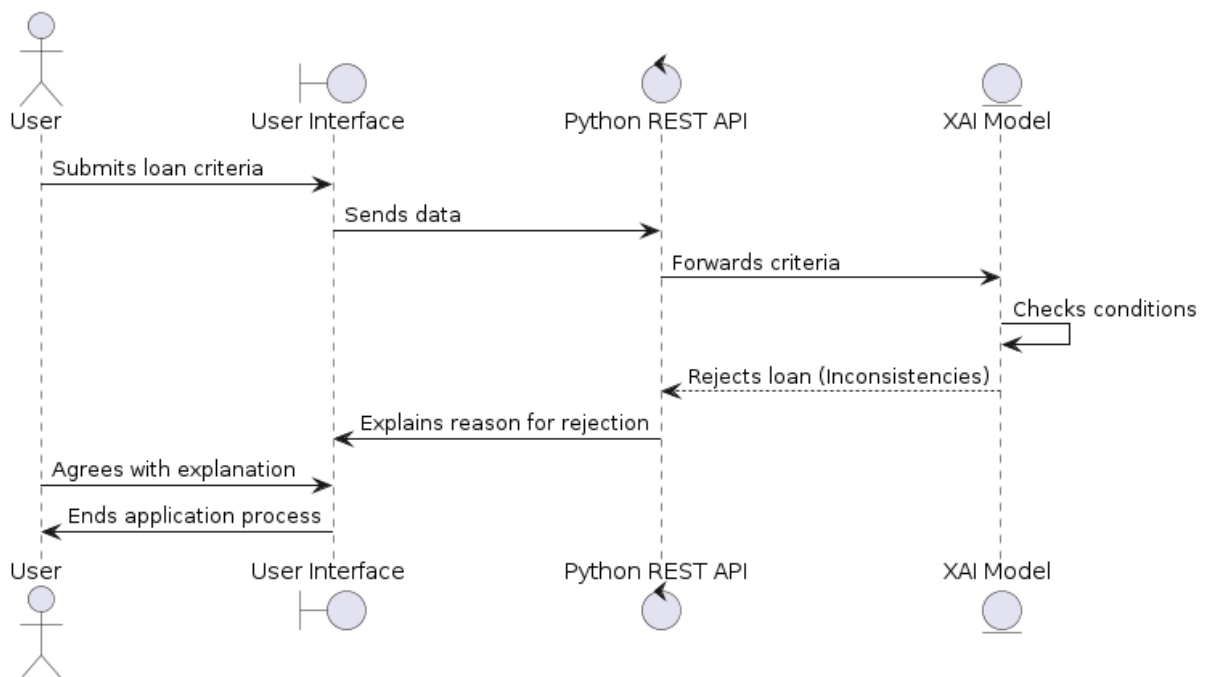 User
User Interface
Python REST API
XAI Model
Submits loan criteria
Sends data
Forwards criteria
Checks conditions
Rejects loan (Inconsistencies)
Explains reason for rejection
Agrees with explanation
Ends application process
User
User Interface
Python REST API
XAI Model